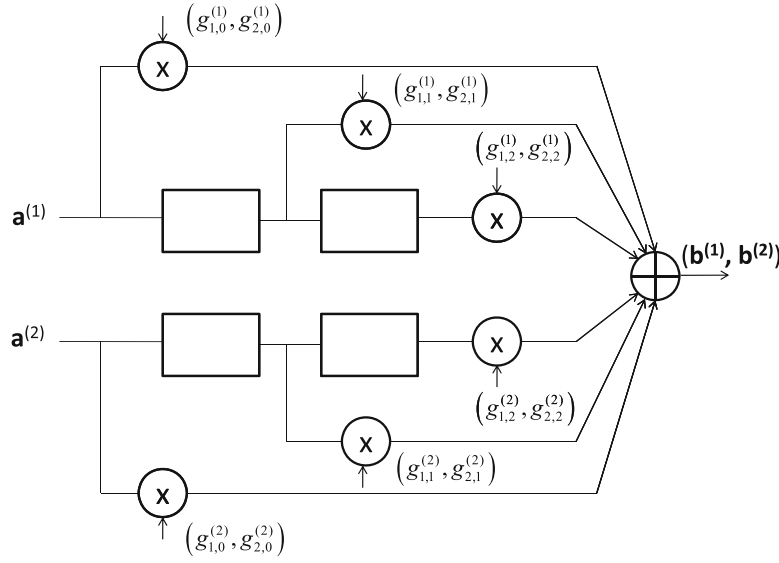 (g_{1,0}^{(1)}, g_{2,0}^{(1)})
x
(g_{1,1}^{(1)}, g_{2,1}^{(1)})
x
(g_{1,2}^{(1)}, g_{2,2}^{(1)})
a^{(1)}
x
(b^{(1)}, b^{(2)})
a^{(2)}
x
(g_{1,2}^{(2)}, g_{2,2}^{(2)})
x
(g_{1,1}^{(2)}, g_{2,1}^{(2)})
x
(g_{1,0}^{(2)}, g_{2,0}^{(2)})